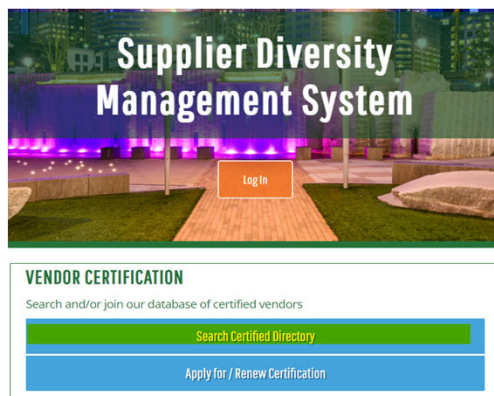 Supplier Diversity
Management System
Log In
VENDOR CERTIFICATION
Search and/or join our database of certified vendors
Search Certified Directory
Apply for / Renew Certification